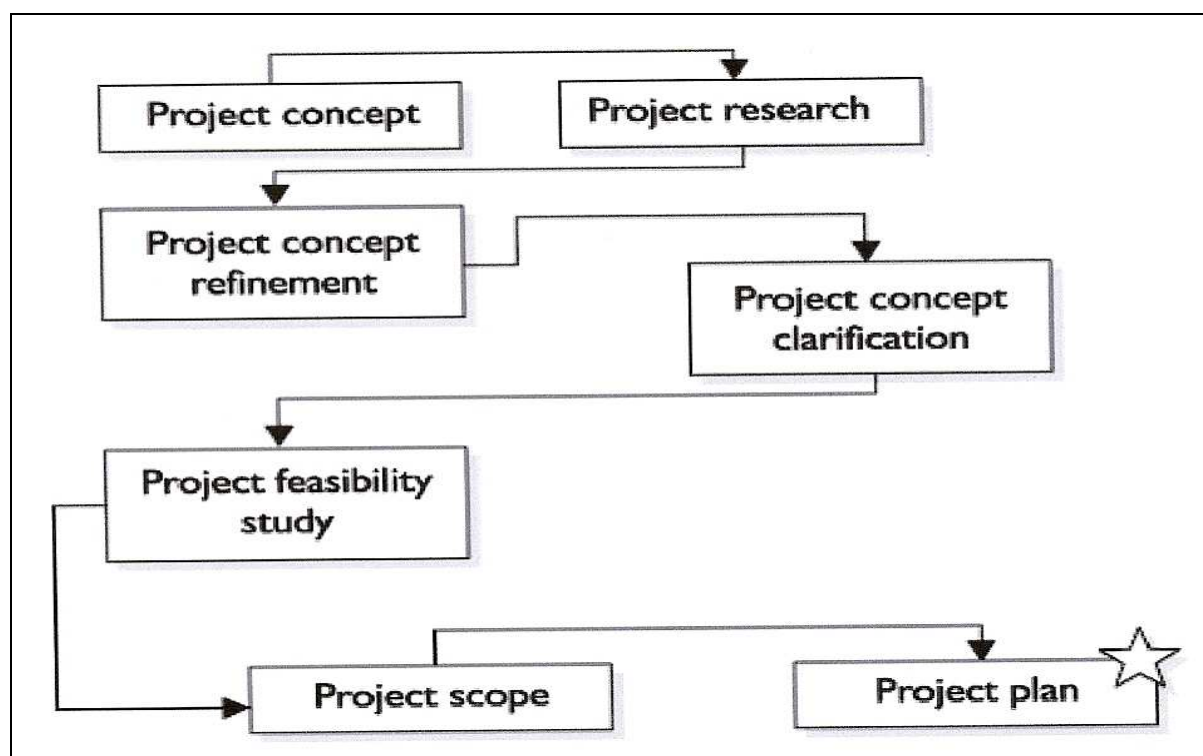 Project concept
Project research
Project concept
refinement
Project concept
clarification
Project feasibility
study
Project scope
Project plan